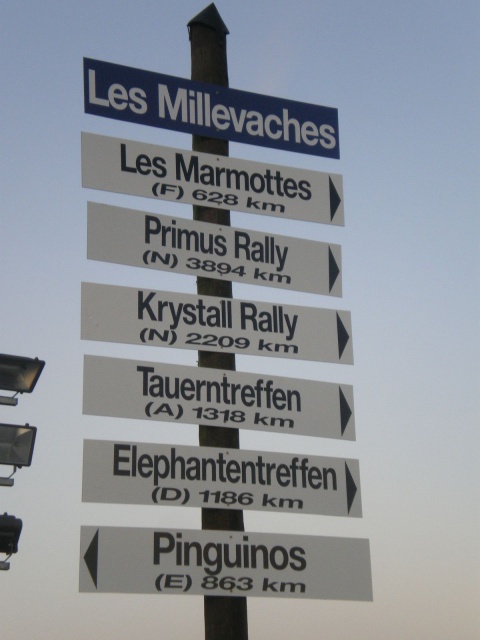 Les Millevaches
Les Marmottes
(F) 628 km
Primus Rally
(N) 3894 km
Krystall Rally
(N) 2209 km
Tauerntreffen
(A) 1318 km
Elephantentreffen
(D) 1186 km
Pinguinos
(E) 863 km